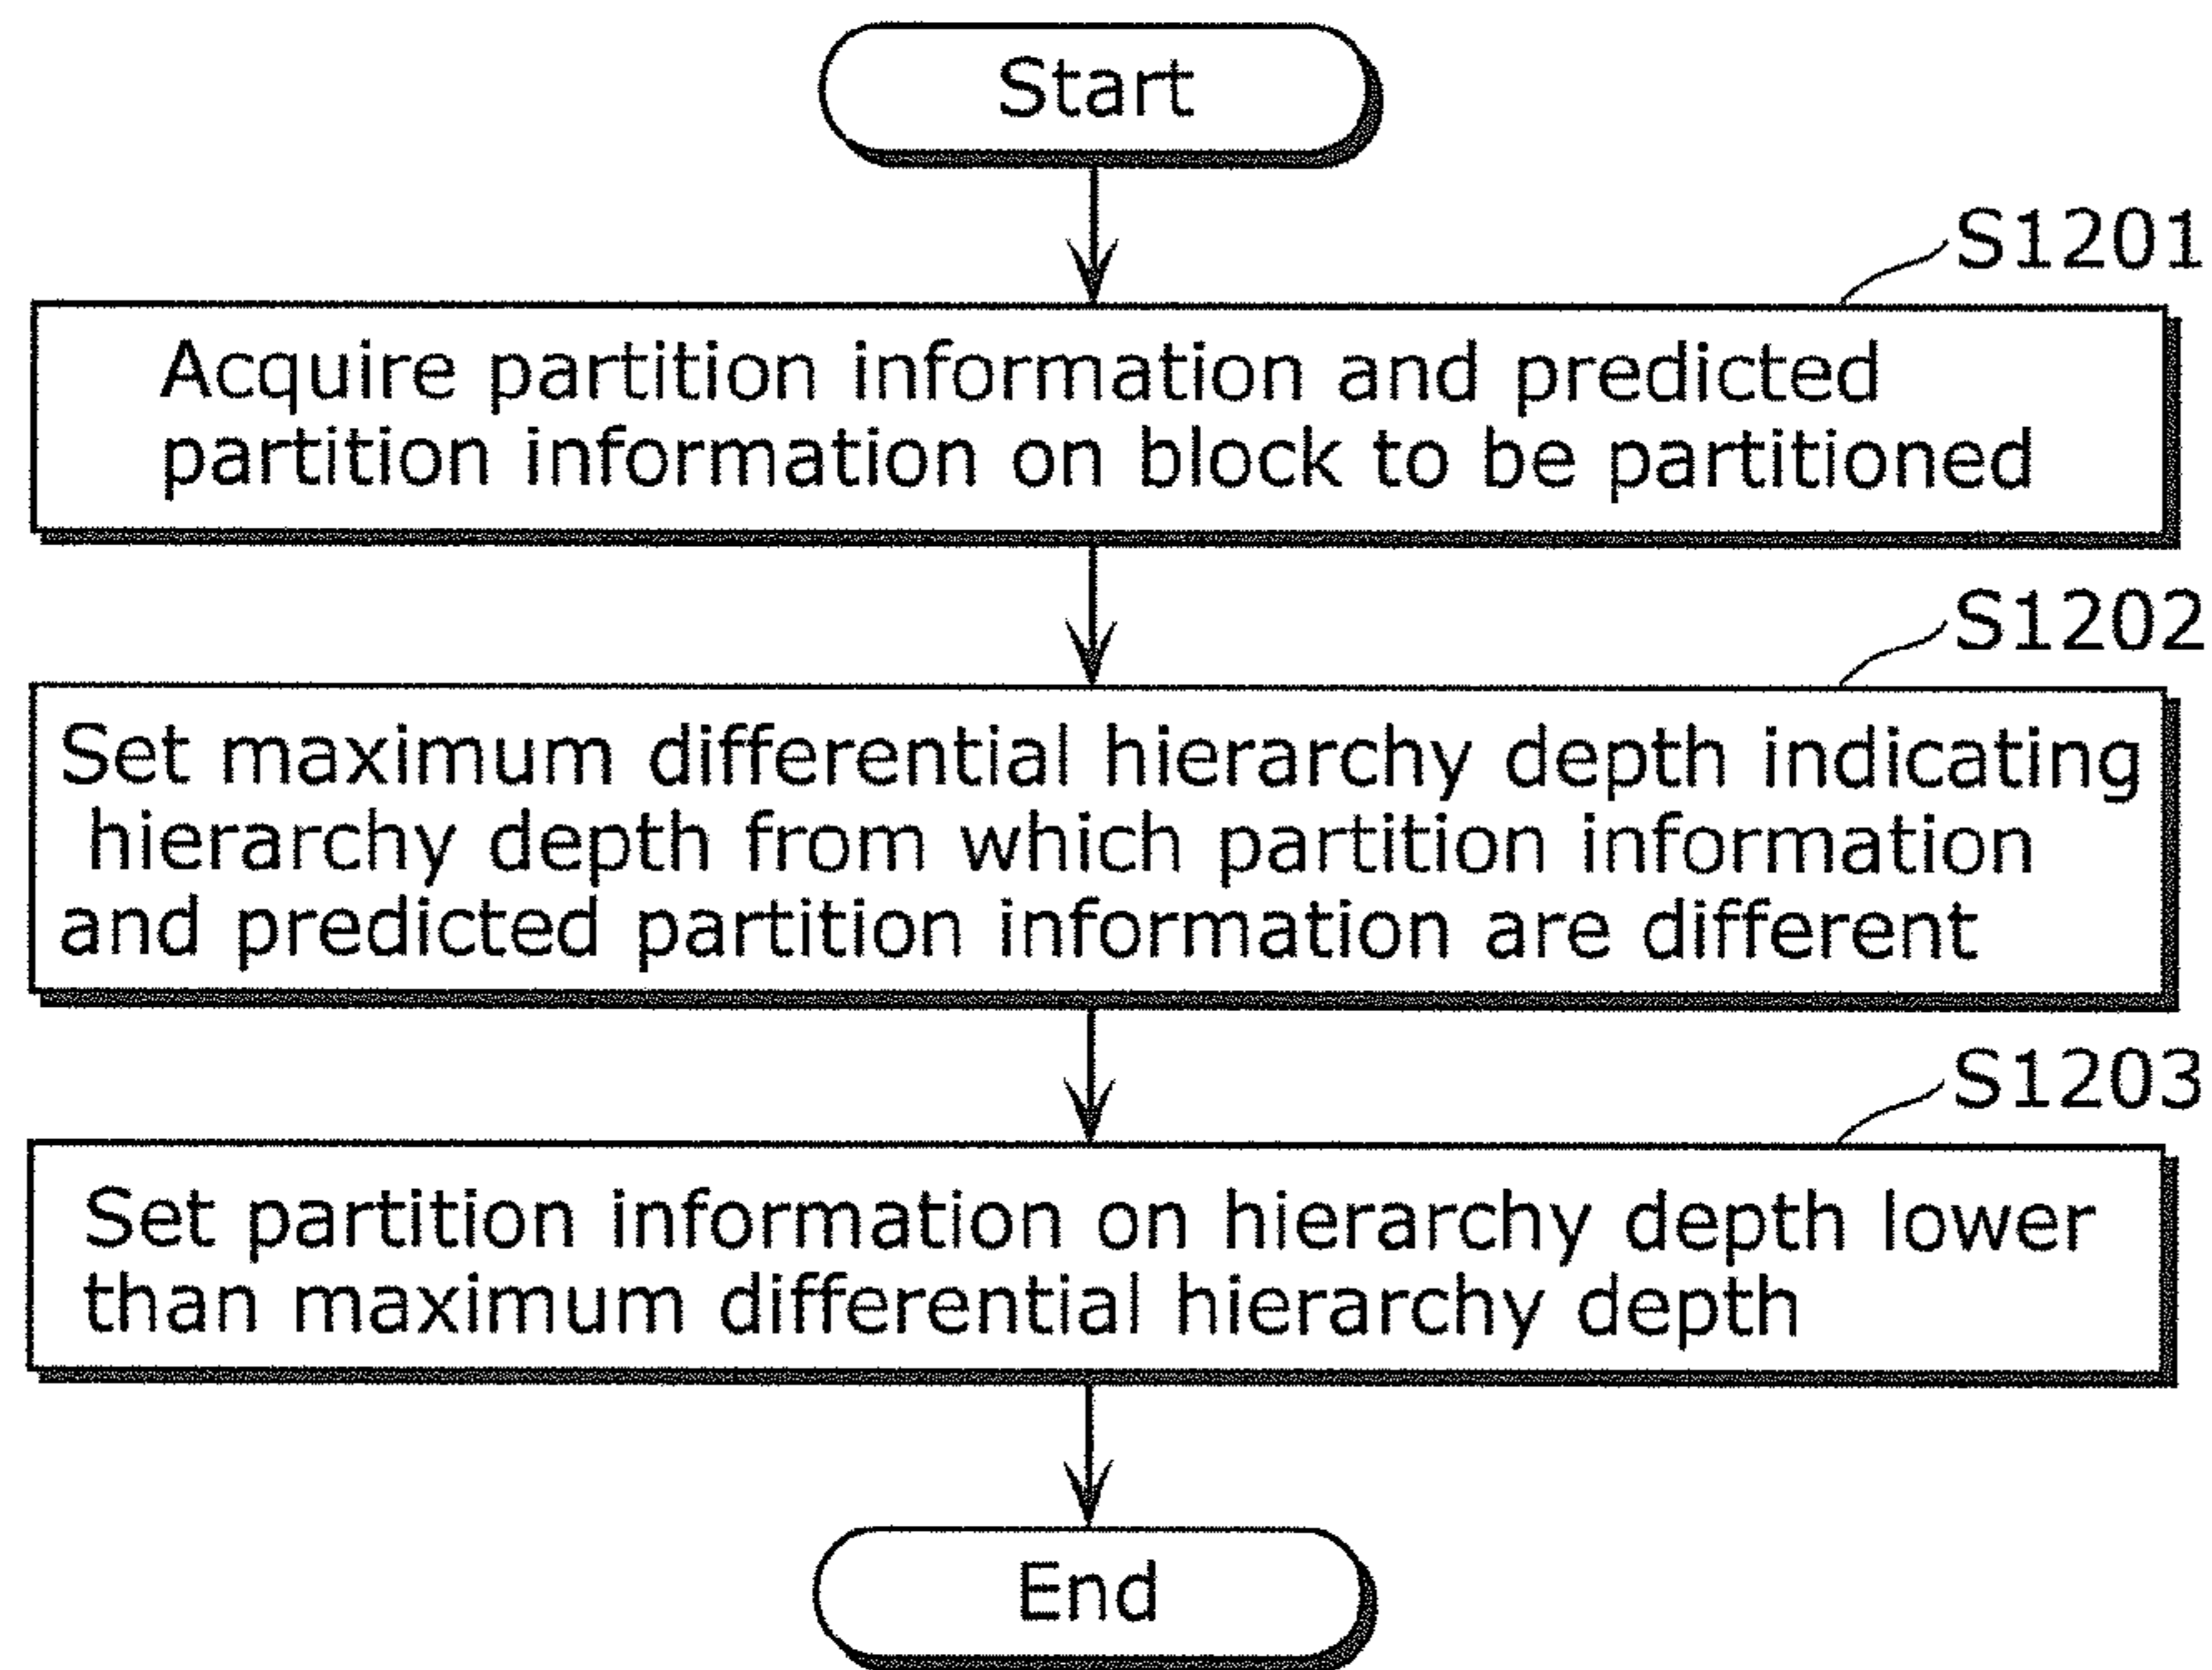 Start
S1201
Acquire partition information and predicted
partition information on block to be partitioned
S1202
Set maximum differential hierarchy depth indicating
hierarchy depth from which partition information
and predicted partition information are different
S1203
Set partition information on hierarchy depth lower
than maximum differential hierarchy depth
End